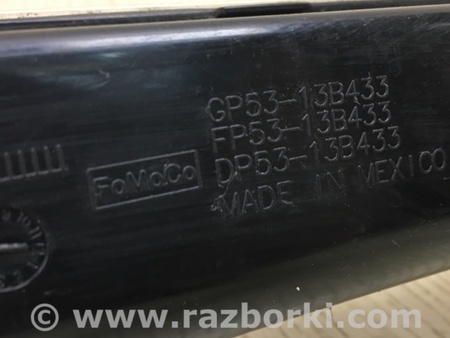 GP53-13B433
FP53-13B433
DP53-13B433
FoMoCo
MADE IN MEXICO
© www.razborki.com